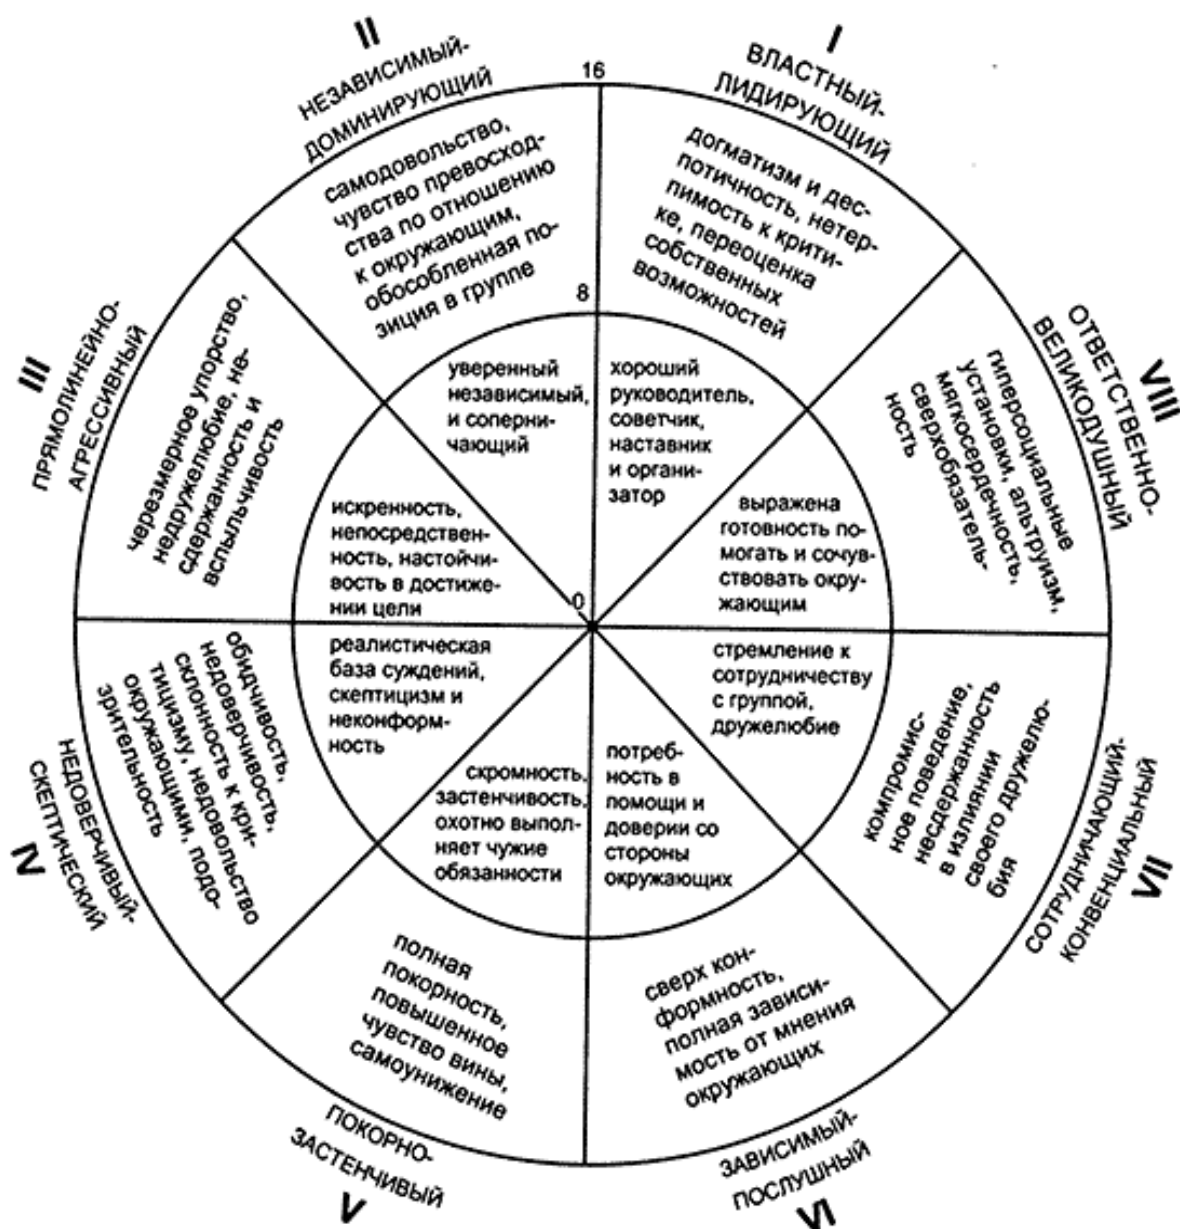 I
ВЛАСТНЫЙ-
ЛИДИРУЮЩИЙ
догматизм и дес-
потичность, нетер-
пимость к крити-
ке, переоценка
собственных
возможностей
хороший
руководитель,
советчик,
наставник
и органи-
затор
II
НЕЗАВИСИМЫЙ-
ДОМИНИРУЮЩИЙ
самодовольство,
чувство превосход-
ства по отношению
к окружающим,
обособленная по-
зиция в группе
уверенный
независимый,
и соперни-
чающий
III
ПРЯМОЛИНЕЙНО-
АГРЕССИВНЫЙ
черезмерное упорство,
недружелюбие, не-
сдержанность и
вспыльчивость
искренность,
непосредствен-
ность, настойчи-
вость в достиже-
нии цели
IV
НЕДОВЕРЧИВЫЙ-
СКЕПТИЧЕСКИЙ
обидчивость,
недоверчивость,
склонность к кри-
тицизму, недовольство
окружающими, подо-
зрительность
реалистическая
база суждений,
скептицизм и
неконформ-
ность
V
ПОКОРНО-
ЗАСТЕНЧИВЫЙ
полная
покорность,
повышенное
чувство вины,
самоунижение
скромность,
застенчивость,
охотно выпол-
няет чужие
обязанности
VI
ЗАВИСИМЫЙ-
ПОСЛУШНЫЙ
сверх кон-
формность,
полная зависи-
мость от мнения
окружающих
потреб-
ность в
помощи и
доверии со
стороны
окружающих
VII
СОТРУДНИЧАЮЩИЙ-
КОНВЕНЦИАЛЬНЫЙ
компромис-
сное поведение,
несдержанность
в излиянии
своего дружелю-
бия
стремление к
сотрудничеству
с группой,
дружелюбие
VIII
ОТВЕТСТВЕННО-
ВЕЛИКОДУШНЫЙ
гиперсоциальные
установки, альтруизм,
мягкосердечность,
сверхобязатель-
ность
выражена
готовность по-
могать и сочув-
ствовать окру-
жающим
16
8
0